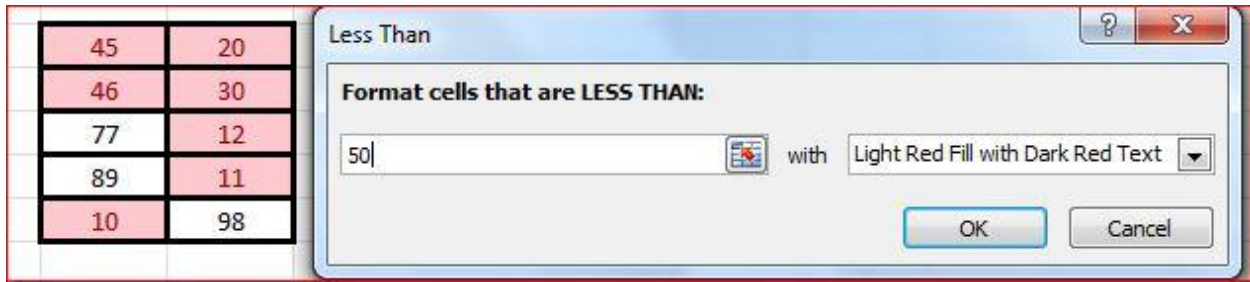 45 20
46 30
77 12
89 11
10 98
Less Than
Format cells that are LESS THAN:
50 with Light Red Fill with Dark Red Text
OK Cancel